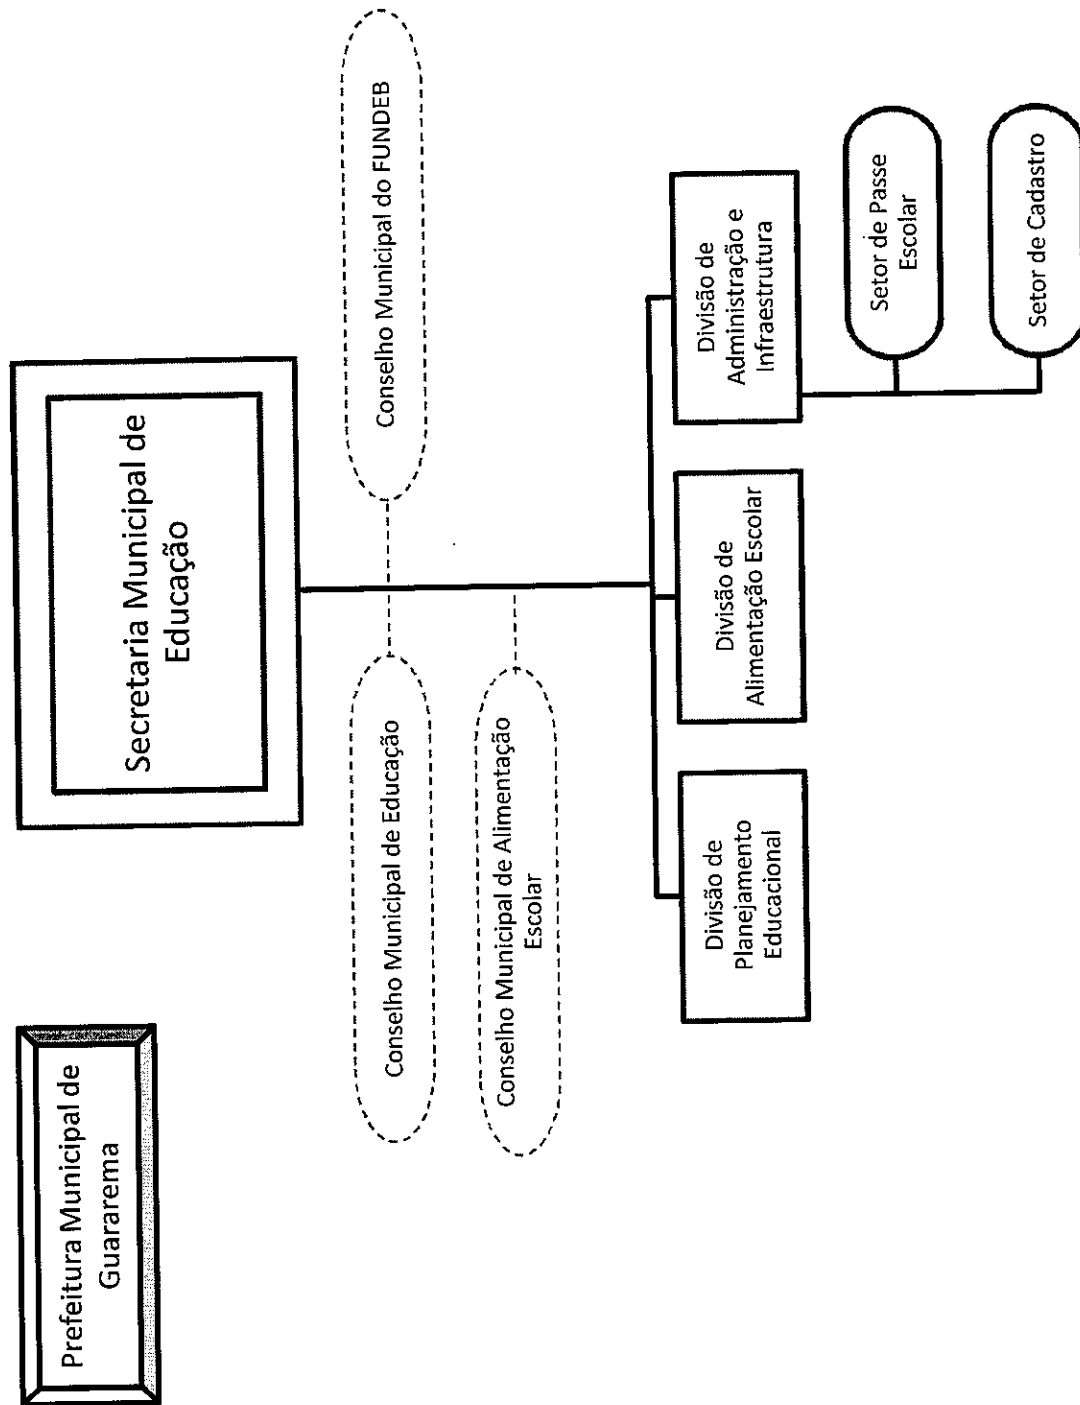 Prefeitura Municipal de
Guararema
Secretaria Municipal de
Educação
Conselho Municipal de Educação
Conselho Municipal do FUNDEB
Conselho Municipal de Alimentação
Escolar
Divisão de
Planejamento
Educacional
Divisão de
Alimentação Escolar
Divisão de
Administração e
Infraestrutura
Setor de Passe
Escolar
Setor de Cadastro